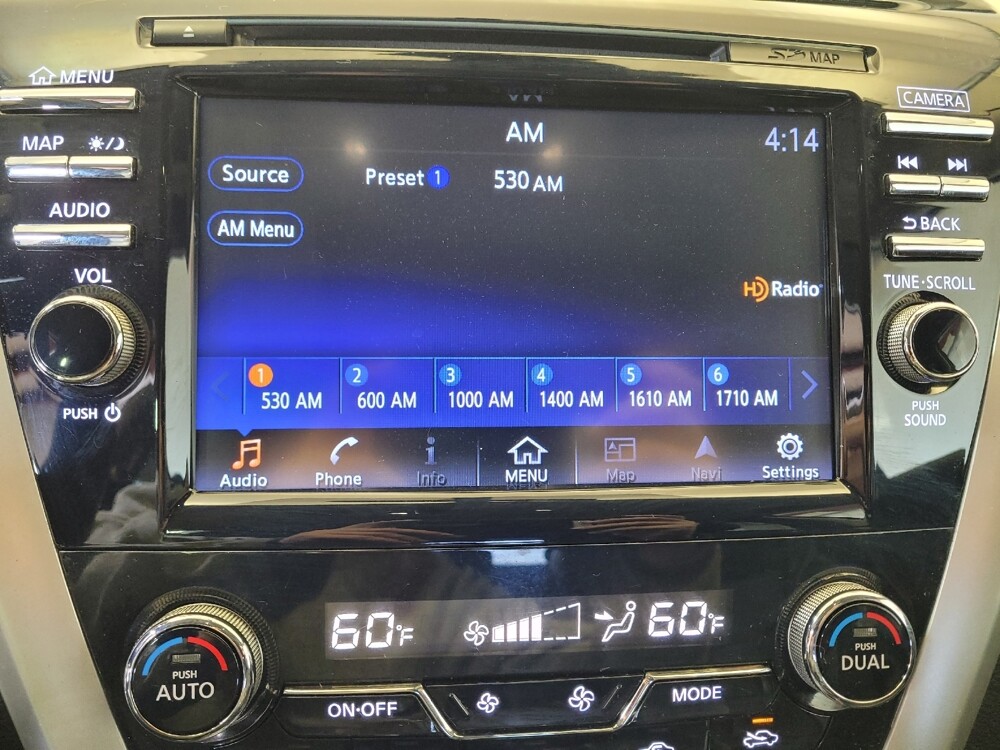 MAP
MENU
CAMERA
AM
4:14
MAP
Source
Preset 1
530 AM
AUDIO
AM Menu
BACK
VOL
HD Radio
TUNE·SCROLL
1
530 AM
2
600 AM
3
1000 AM
4
1400 AM
5
1610 AM
6
1710 AM
PUSH
PUSH
SOUND
Audio
Phone
Info
MENU
Map
Navi
Settings
60°F
60°F
PUSH
AUTO
PUSH
DUAL
ON·OFF
MODE